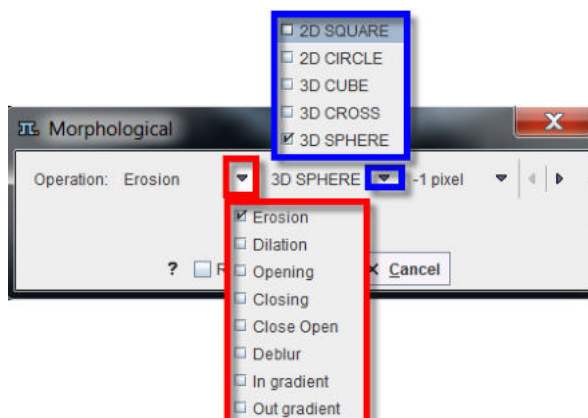 2D SQUARE
2D CIRCLE
3D CUBE
3D CROSS
3D SPHERE
Morphological
Operation: Erosion 3D SPHERE -1 pixel
Erosion
Dilation
Opening
? R Cancel
Closing
Close Open
Deblur
In gradient
Out gradient